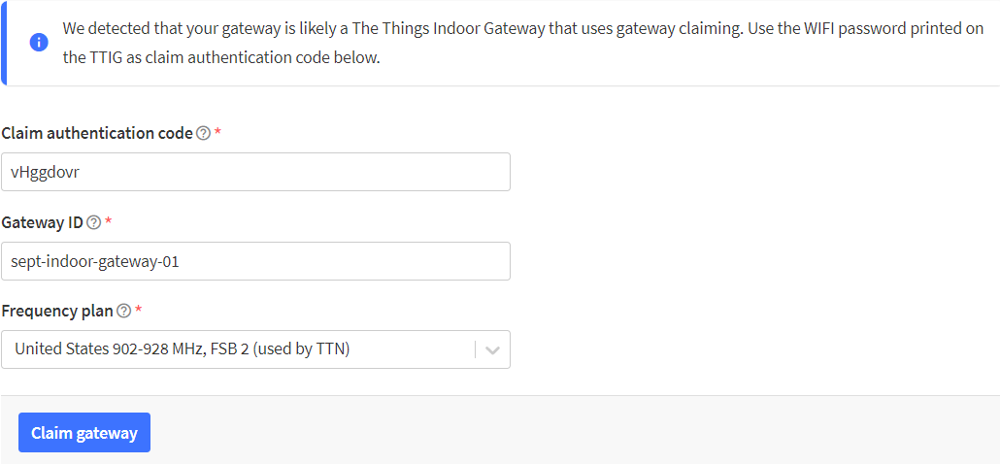 We detected that your gateway is likely a The Things Indoor Gateway that uses gateway claiming. Use the WIFI password printed on
the TTIG as claim authentication code below.
Claim authentication code *
vHggdovr
Gateway ID *
sept-indoor-gateway-01
Frequency plan *
United States 902-928 MHz, FSB 2 (used by TTN)
Claim gateway